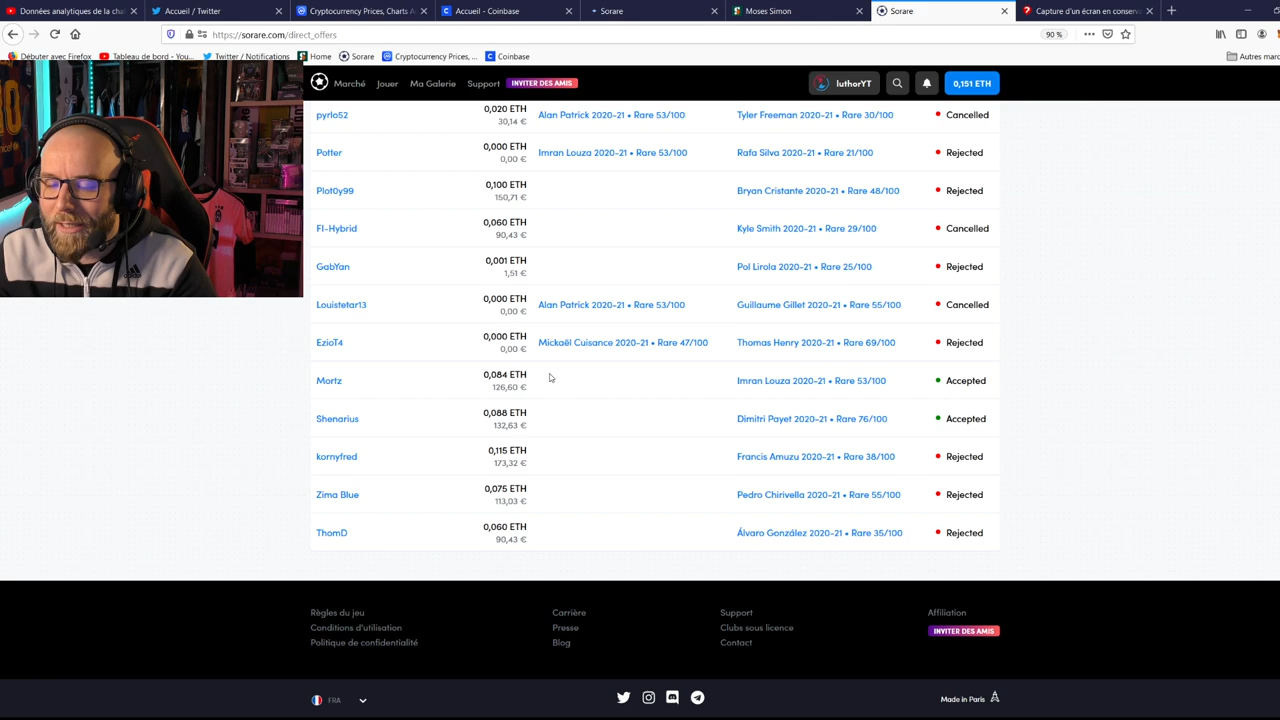 Données analytiques de la cha
Accueil / Twitter
Cryptocurrency Prices, Charts A
Accueil - Coinbase
Sorare
Moses Simon
Sorare
Capture d'un écran en conserva
https://sorare.com/direct_offers
90 %
Débuter avec Firefox
Tableau de bord - You...
Twitter / Notifications
Home
Sorare
Cryptocurrency Prices, ...
Coinbase
Autres marc
Marché
Jouer
Ma Galerie
Support
INVITER DES AMIS
luthorYT
0,151 ETH
pyrlo52
0,020 ETH
30,14 €
Alan Patrick 2020-21 • Rare 53/100
Tyler Freeman 2020-21 • Rare 30/100
Cancelled
Potter
0,000 ETH
0,00 €
Imran Louza 2020-21 • Rare 53/100
Rafa Silva 2020-21 • Rare 21/100
Rejected
Plot0y99
0,100 ETH
150,71 €
Bryan Cristante 2020-21 • Rare 48/100
Rejected
FI-Hybrid
0,060 ETH
90,43 €
Kyle Smith 2020-21 • Rare 29/100
Cancelled
GabYan
0,001 ETH
1,51 €
Pol Lirola 2020-21 • Rare 25/100
Rejected
Louistetar13
0,000 ETH
0,00 €
Alan Patrick 2020-21 • Rare 53/100
Guillaume Gillet 2020-21 • Rare 55/100
Cancelled
EzioT4
0,000 ETH
0,00 €
Mickaël Cuisance 2020-21 • Rare 47/100
Thomas Henry 2020-21 • Rare 69/100
Rejected
Mortz
0,084 ETH
126,60 €
Imran Louza 2020-21 • Rare 53/100
Accepted
Shenarius
0,088 ETH
132,63 €
Dimitri Payet 2020-21 • Rare 76/100
Accepted
kornyfred
0,115 ETH
173,32 €
Francis Amuzu 2020-21 • Rare 38/100
Rejected
Zima Blue
0,075 ETH
113,03 €
Pedro Chirivella 2020-21 • Rare 55/100
Rejected
ThomD
0,060 ETH
90,43 €
Álvaro González 2020-21 • Rare 35/100
Rejected
Règles du jeu
Conditions d'utilisation
Politique de confidentialité
Carrière
Presse
Blog
Support
Clubs sous licence
Contact
Affiliation
INVITER DES AMIS
FRA
Made in Paris